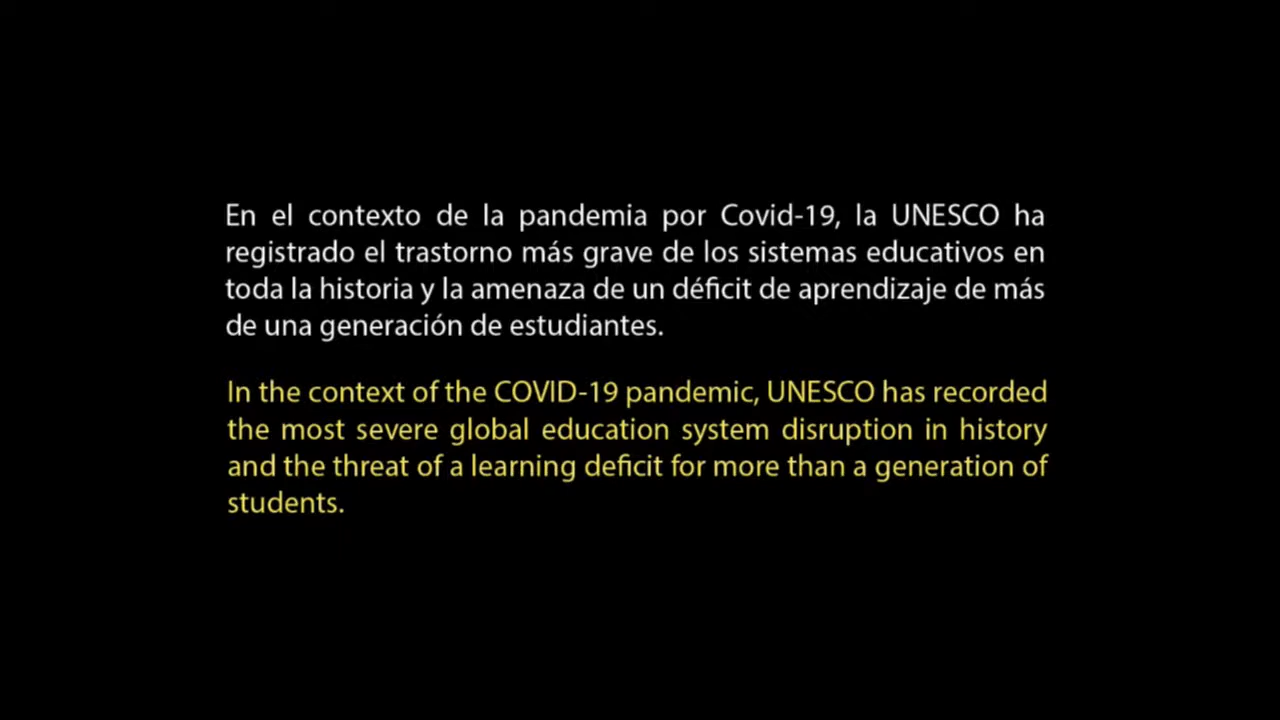 En el contexto de la pandemia por Covid-19, la UNESCO ha
registrado el trastorno más grave de los sistemas educativos en
toda la historia y la amenaza de un déficit de aprendizaje de más
de una generación de estudiantes.
In the context of the COVID-19 pandemic, UNESCO has recorded
the most severe global education system disruption in history
and the threat of a learning deficit for more than a generation of
students.